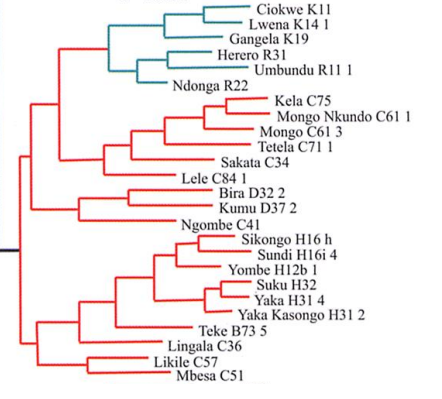 Ciokwe K11
Lwena K14 1
Gangela K19
Herero R31
Umbundu R11 1
Ndonga R22
Kela C75
Mongo Nkundo C61 1
Mongo C61 3
Tetela C71 1
Sakata C34
Lele C84 1
Bira D32 2
Kumu D37 2
Ngombe C41
Sikongo H16 h
Sundi H16i 4
Yombe H12b 1
Suku H32
Yaka H31 4
Yaka Kasongo H31 2
Teke B73 5
Lingala C36
Likile C57
Mbesa C51